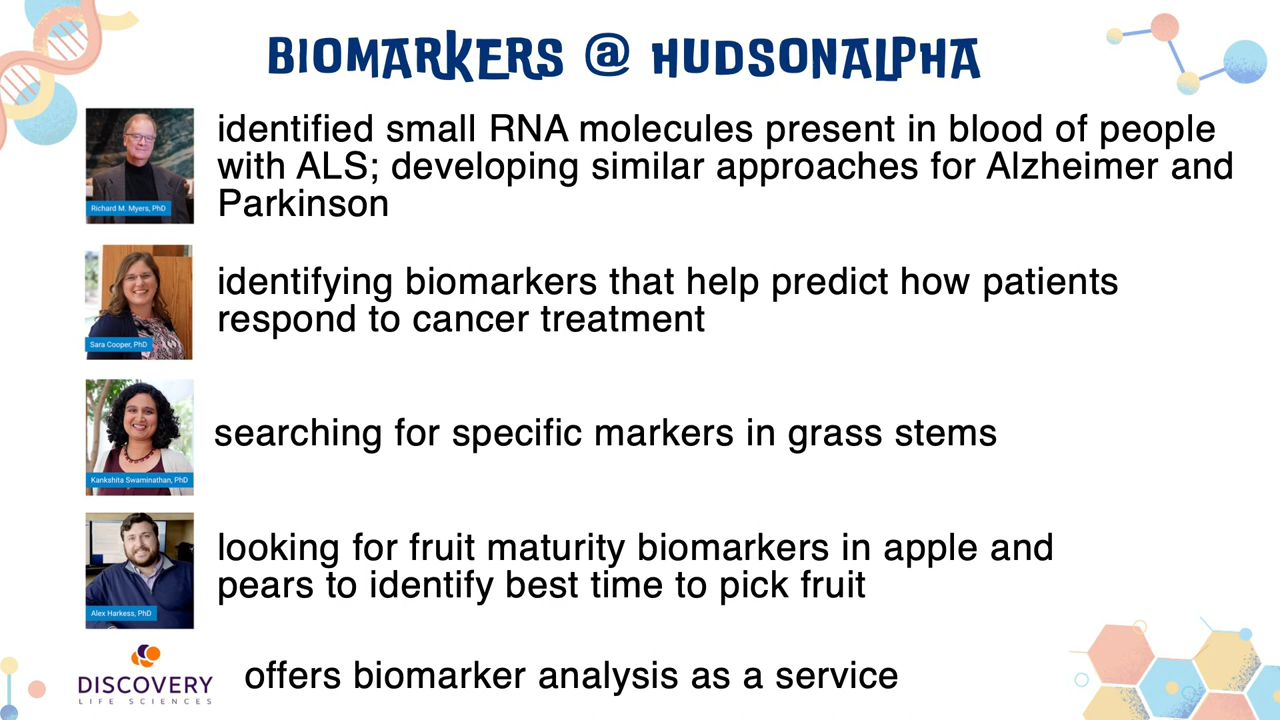 BIOMARKERS @ HUDSONALPHA
identified small RNA molecules present in blood of people
with ALS; developing similar approaches for Alzheimer and
Parkinson
Richard M. Myers, PhD
identifying biomarkers that help predict how patients
respond to cancer treatment
Sara Cooper, PhD
searching for specific markers in grass stems
Kankshita Swaminathan, PhD
looking for fruit maturity biomarkers in apple and
pears to identify best time to pick fruit
Alex Harkess, PhD
DISCOVERY
LIFE SCIENCES
offers biomarker analysis as a service